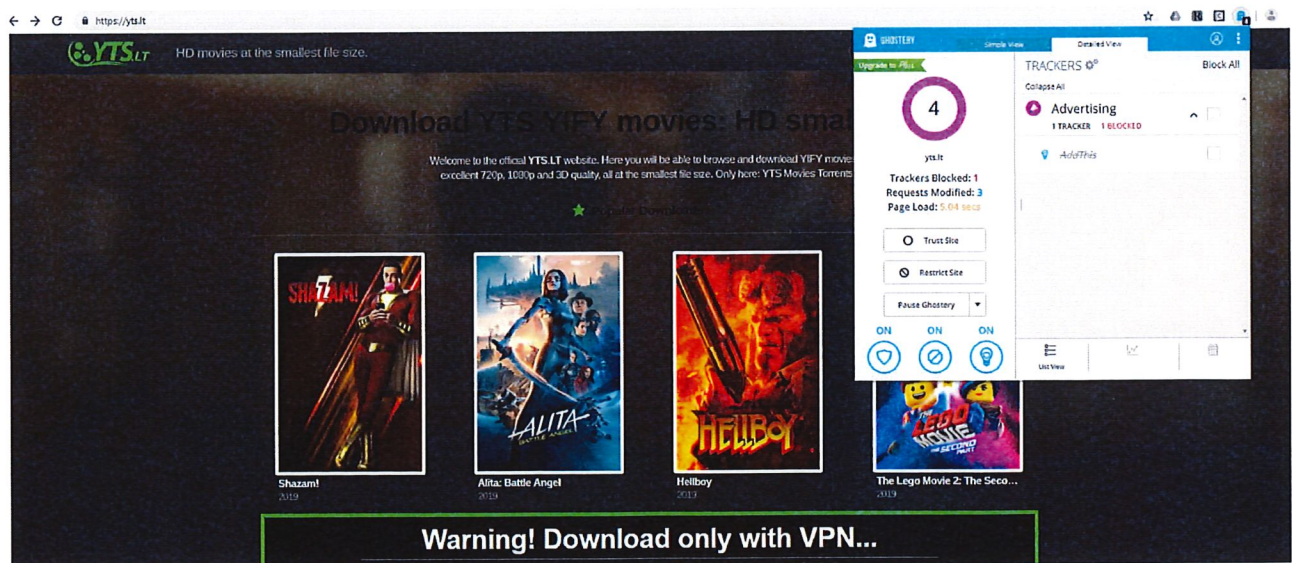 https://yts.lt
YTS.LT HD movies at the smallest file size.
Download YTS YIFY movies: HD smal
Welcome to the official YTS.LT website. Here you will be able to browse and download YIFY movie
excellent 720p, 1080p and 3D quality, all at the smallest file size. Only here: YTS Movies Torrents
Popular Downloads
SHAZAM!
ALITA
BATTLE ANGEL
HELLBOY
THE LEGO MOVIE 2
THE SECOND PART
Shazam!
2019
Alita: Battle Angel
2019
Hellboy
2019
The Lego Movie 2: The Seco...
2019
Warning! Download only with VPN...
GHOSTERY
Simple View
Detailed View
Upgrade to Plus
4
yts.lt
Trackers Blocked: 1
Requests Modified: 3
Page Load: 5.04 secs
Trust Site
Restrict Site
Pause Ghostery
ON ON ON
TRACKERS
Block All
Collapse All
Advertising
1 TRACKER 1 BLOCKED
AddThis
List View